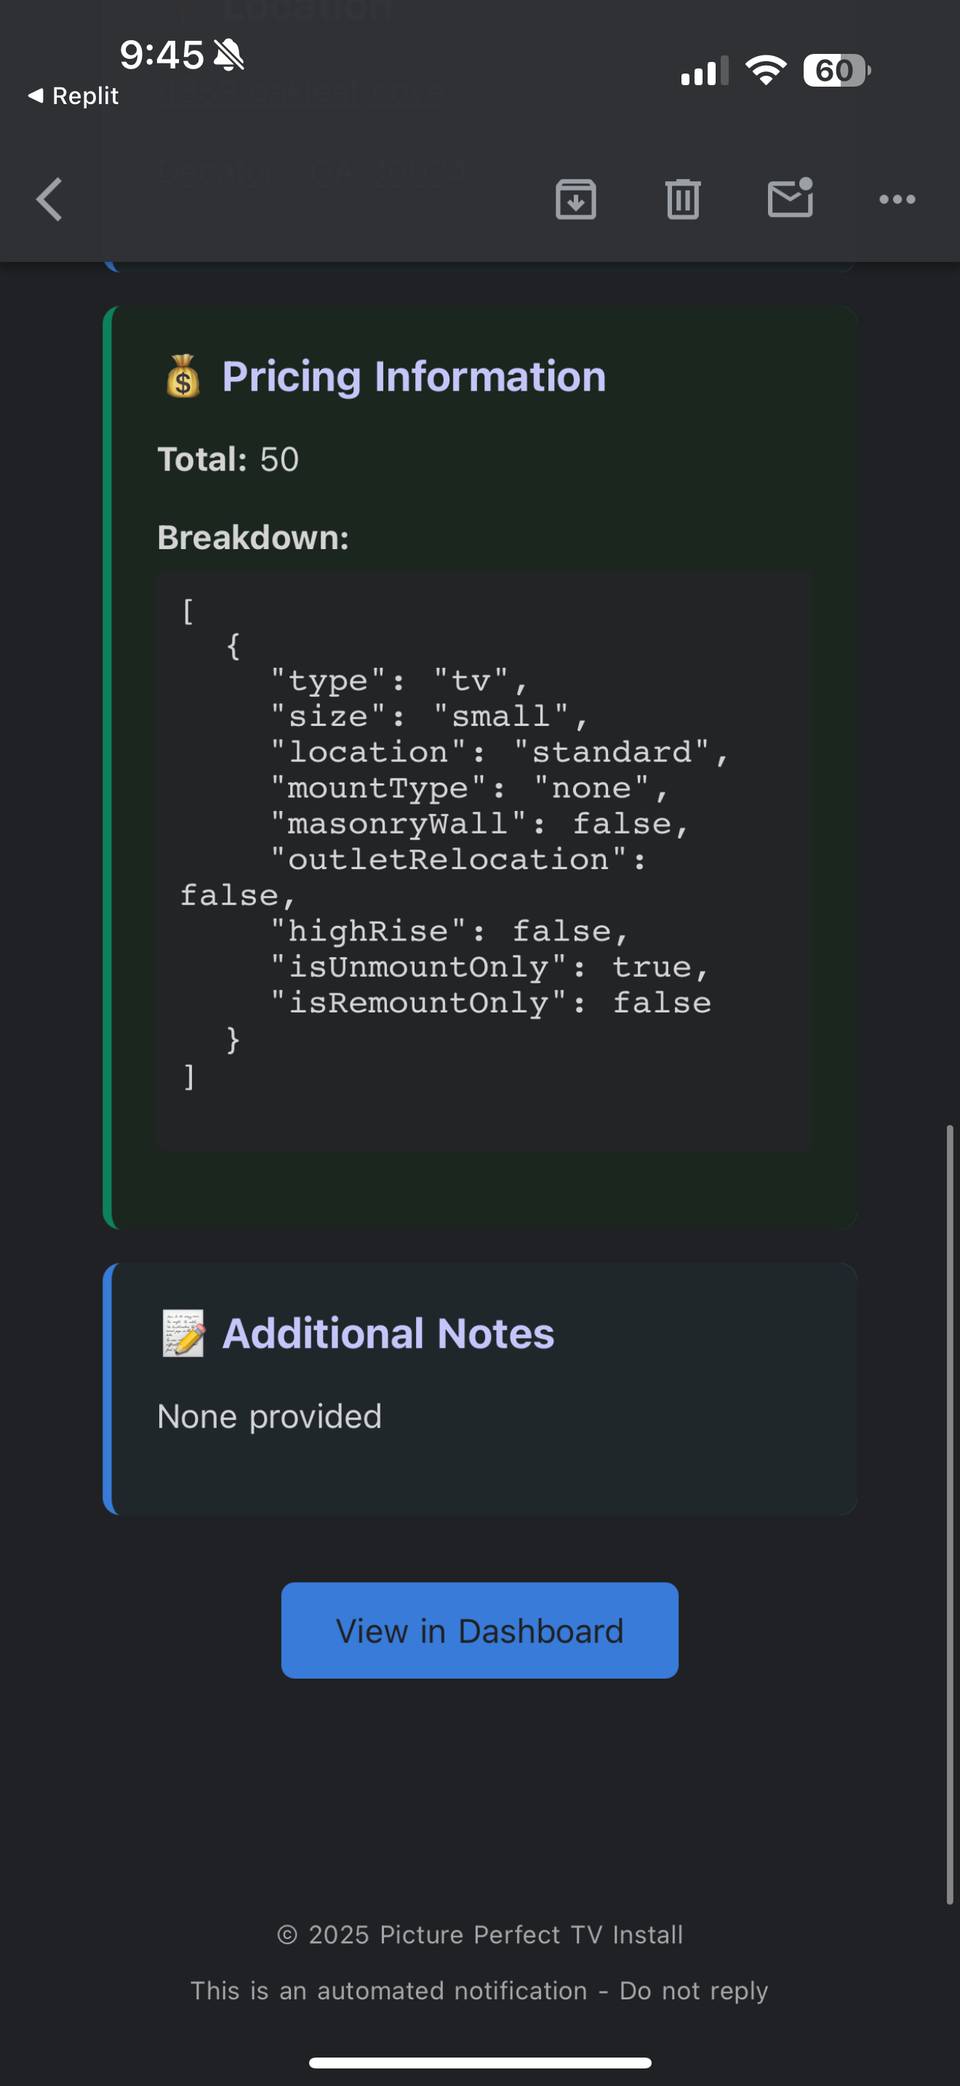 Location
9:45
60
Replit
Pricing Information
Total: 50
Breakdown:
[
{
"type": "tv",
"size": "small",
"location": "standard",
"mountType": "none",
"masonryWall": false,
"outletRelocation":
false,
"highRise": false,
"isUnmountOnly": true,
"isRemountOnly": false
}
]
Additional Notes
None provided
View in Dashboard
© 2025 Picture Perfect TV Install
This is an automated notification - Do not reply